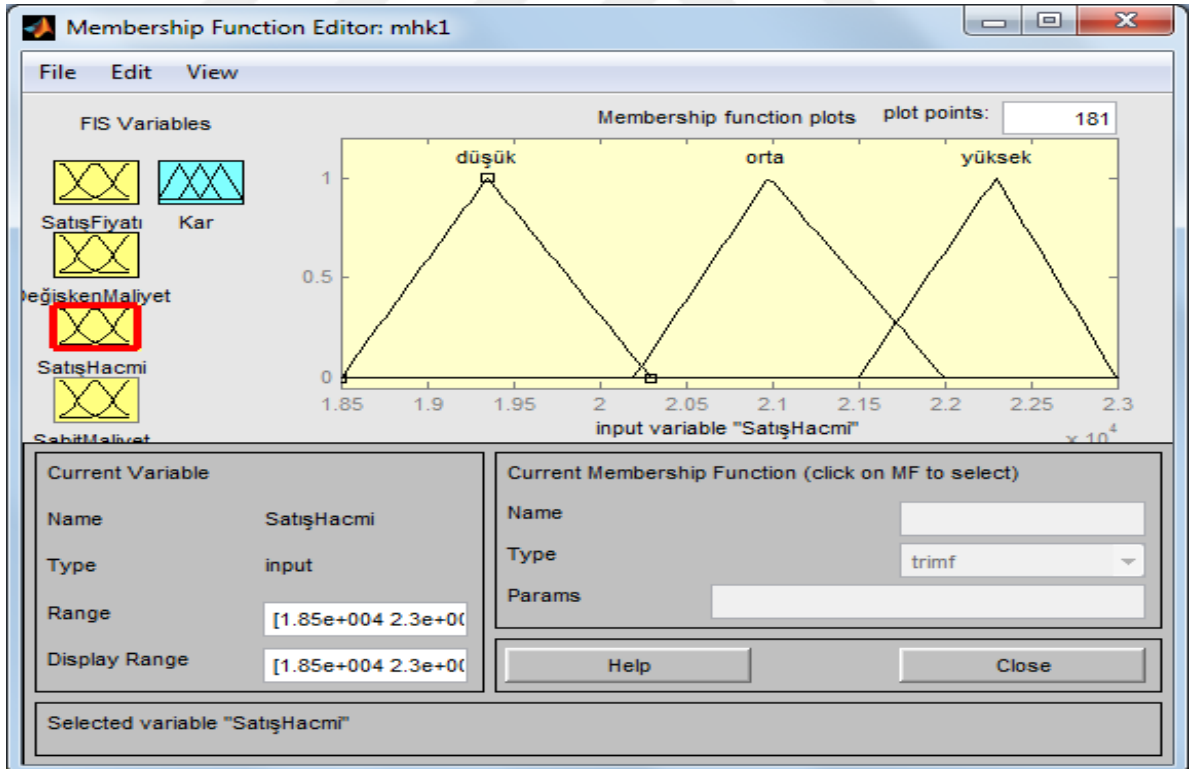 Membership Function Editor: mhk1
File Edit View
FIS Variables
Membership function plots plot points: 181
düşük orta yüksek
1
0.5
0
SatışFiyatı Kar
eğişkenMaliyet
SatışHacmi
SabitMaliyet
1.85 1.9 1.95 2 2.05 2.1 2.15 2.2 2.25 2.3
input variable "SatışHacmi"
x 10^4
Current Variable
Name SatışHacmi
Type input
Range [1.85e+004 2.3e+00
Display Range [1.85e+004 2.3e+00
Current Membership Function (click on MF to select)
Name
Type trimf
Params
Help Close
Selected variable "SatışHacmi"